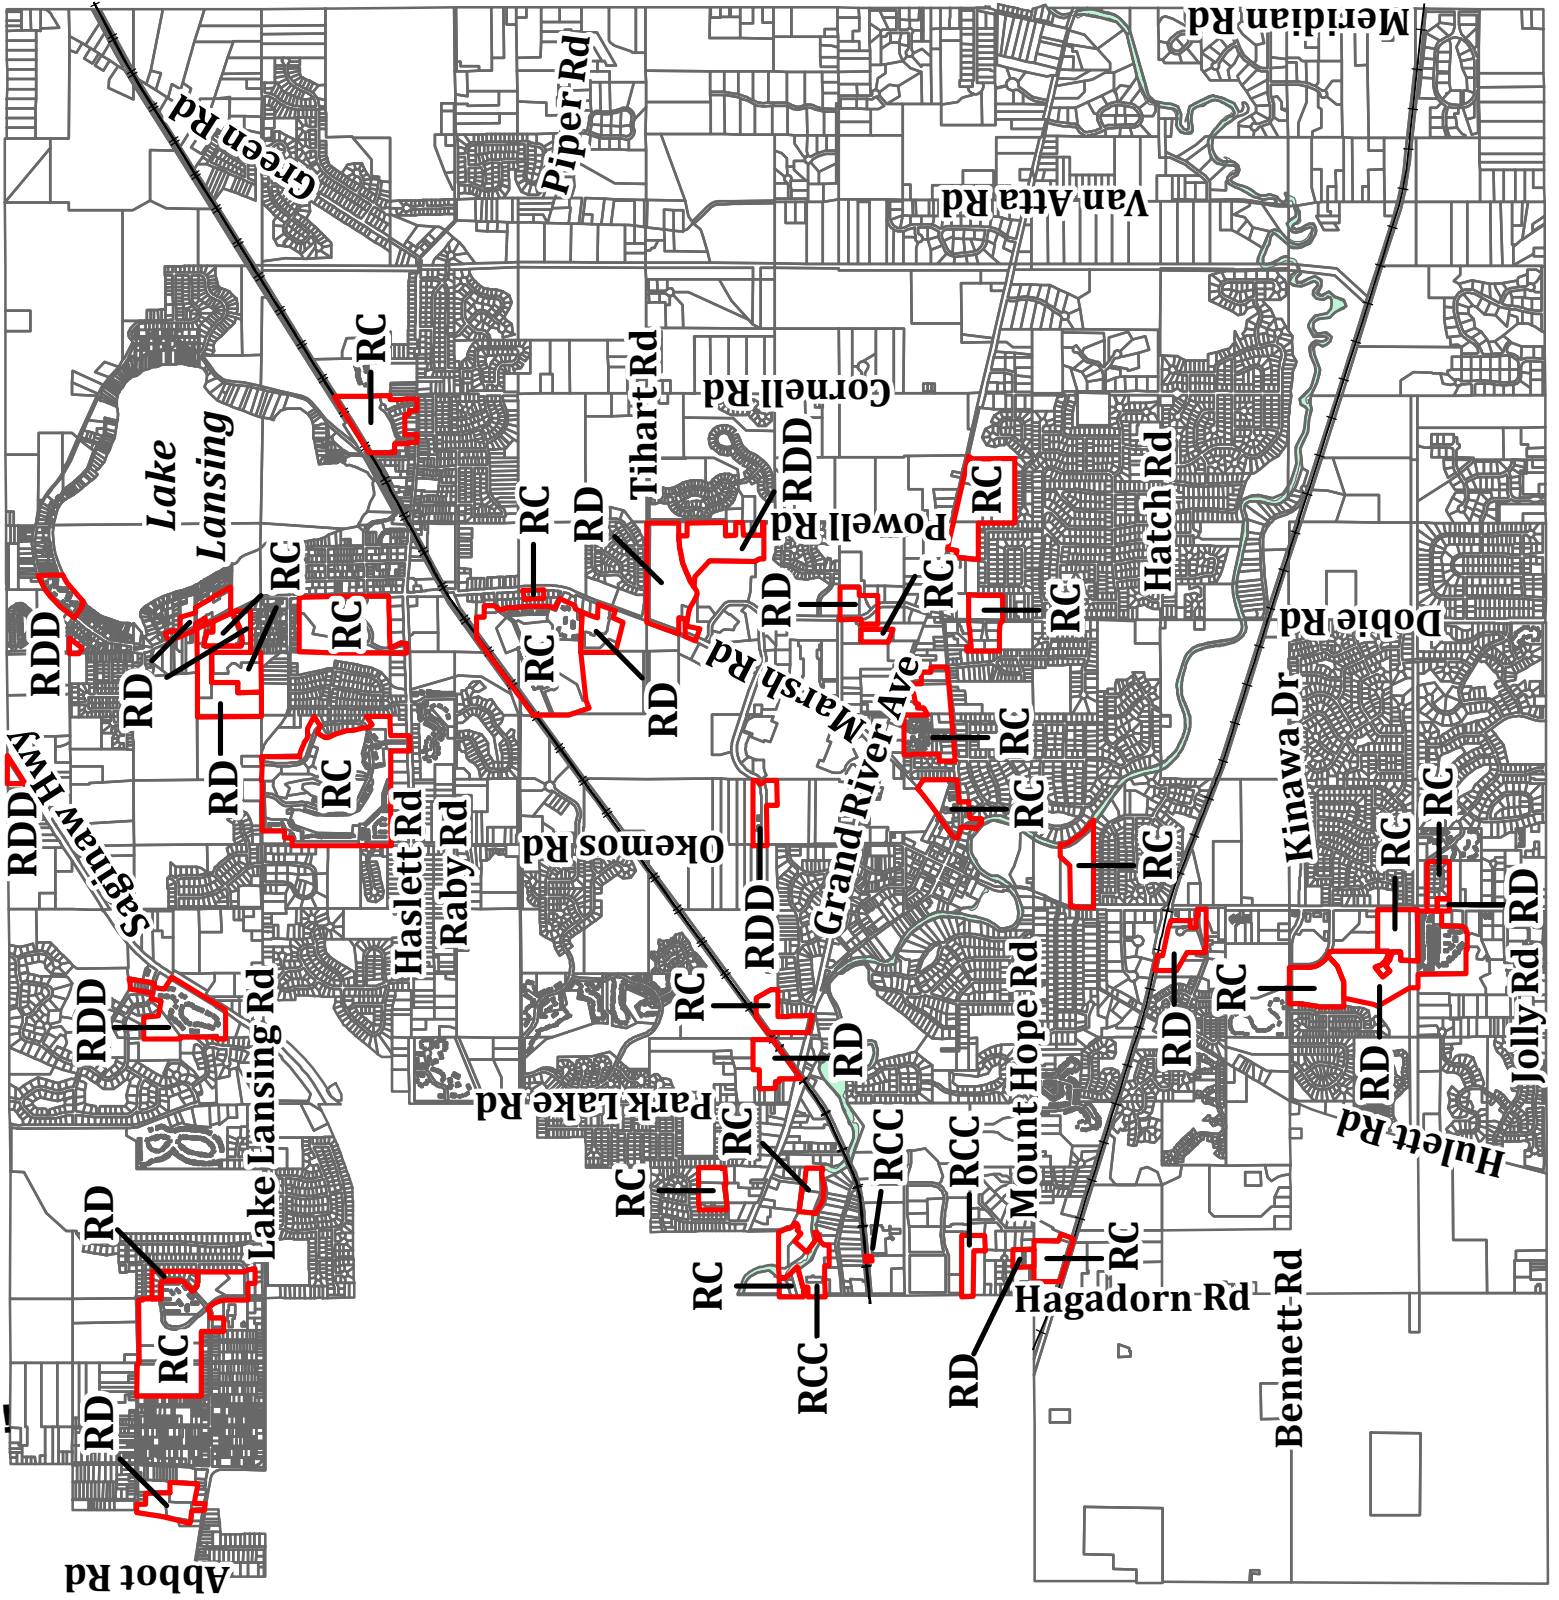 Abbot Rd
RD
RC
RD
Lake Lansing Rd
RDD
Saginaw Hwy
RDD
RDD
RD
RD
RC
RC
RC
Lake
Lansing
RC
Green Rd
Haslett Rd
Raby Rd
Park Lake Rd
Okemos Rd
RC
RD
RC
RD
Tihart Rd
Piper Rd
RC
RC
RCC
RC
RC
RD
RDD
Marsh Rd
RD
RDD
Powell Rd
Cornell Rd
RCC
RCC
Grand River Ave
RC
RC
RC
RC
RC
Van Atta Rd
Meridian Rd
RD
Hagadorn Rd
RC
Mount Hope Rd
RC
Hatch Rd
RD
RC
Bennett Rd
Kinawa Dr
Dobie Rd
Hulett Rd
RD
RC
RC
RD
Jolly Rd